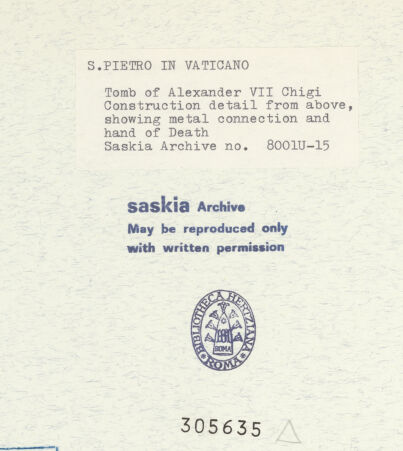 S.PIETRO IN VATICANO
Tomb of Alexander VII Chigi
Construction detail from above,
showing metal connection and
hand of Death
Saskia Archive no. 8001U-15
saskia Archive
May be reproduced only
with written permission
BIBLIOTHECA HERTZIANA
ROMA
ROMA
305635